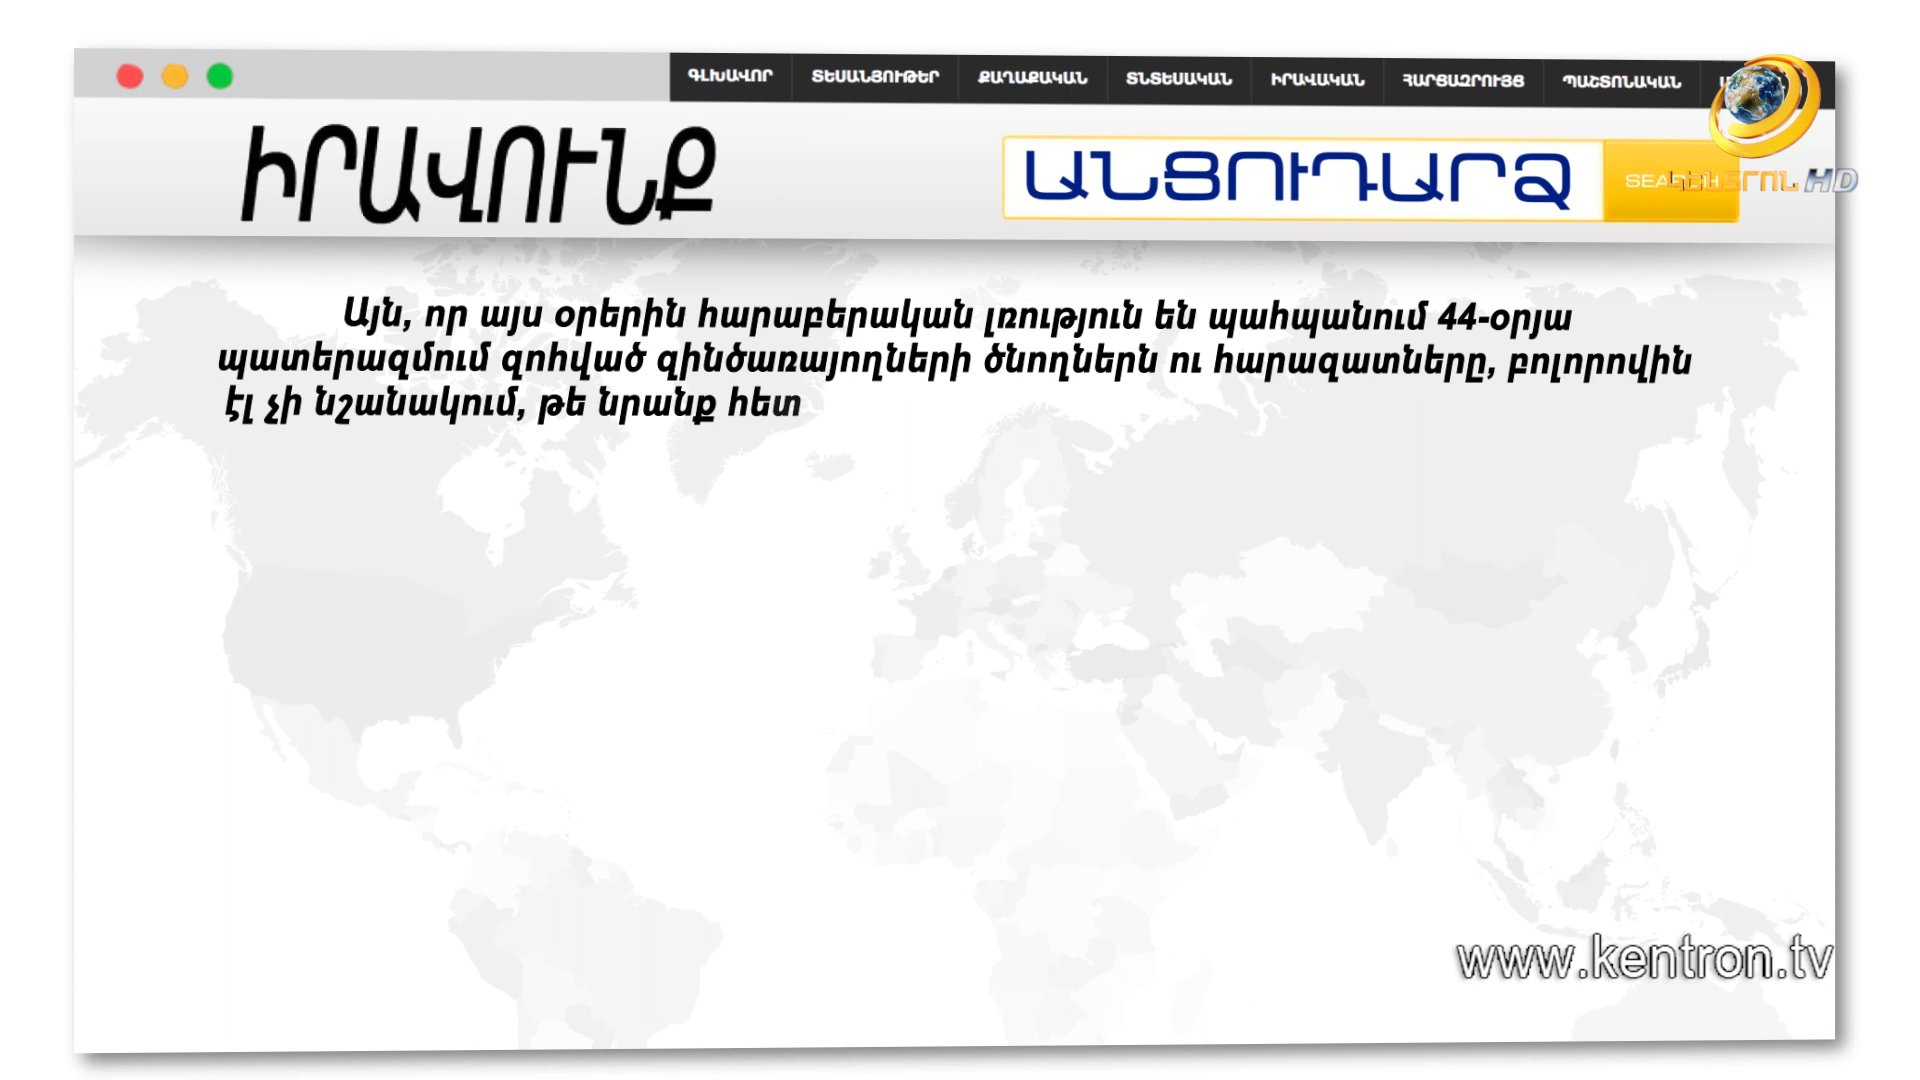 ԳԼԽԱՎՈՐ ՏԵՍԱՆՅՈՒԹԵՐ ՔԱՂԱՔԱԿԱՆ ՏՆՏԵՍԱԿԱՆ ԻՐԱՎԱԿԱՆ ՀԱՐՑԱԶՐՈՒՅՑ ՊԱՇՏՈՆԱԿԱՆ
ԻՐԱՎՈՒՆՔ
ԱՆՑՈՒԴԱՐՁ
SEARCH
ԿԵՆՏՐՈՆ HD
Այն, որ այս օրերին հարաբերական լռություն են պահպանում 44-օրյա
պատերազմում զոհված զինծառայողների ծնողներն ու հարազատները, բոլորովին
էլ չի նշանակում, թե նրանք հետ
www.kentron.tv